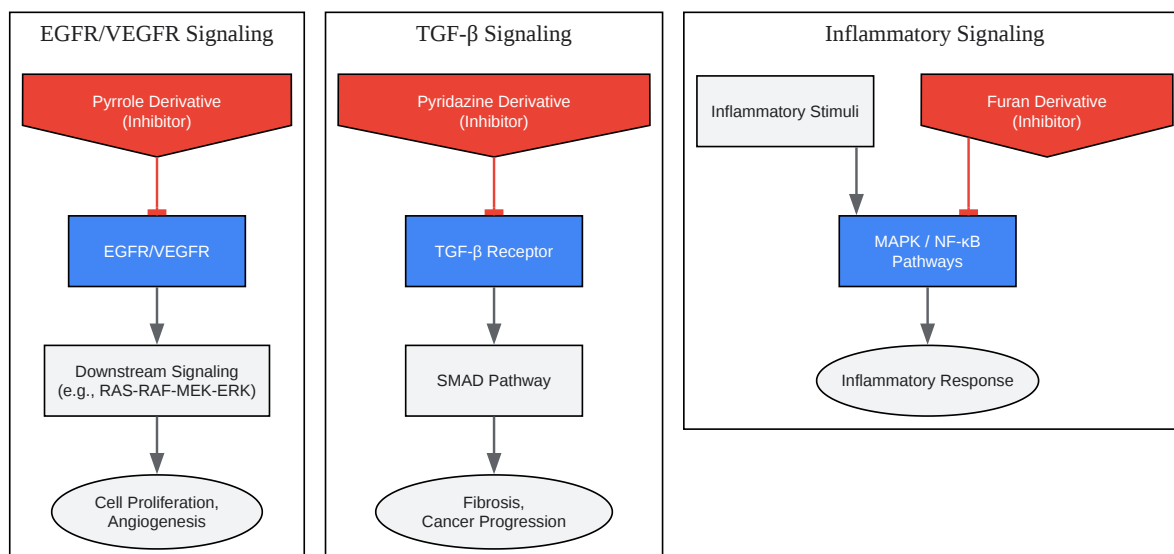 EGFR/VEGFR Signaling
Pyrrole Derivative
(Inhibitor)
EGFR/VEGFR
Downstream Signaling
(e.g., RAS-RAF-MEK-ERK)
Cell Proliferation,
Angiogenesis
TGF-β Signaling
Pyridazine Derivative
(Inhibitor)
TGF-β Receptor
SMAD Pathway
Fibrosis,
Cancer Progression
Inflammatory Signaling
Inflammatory Stimuli
Furan Derivative
(Inhibitor)
MAPK / NF-κB
Pathways
Inflammatory Response